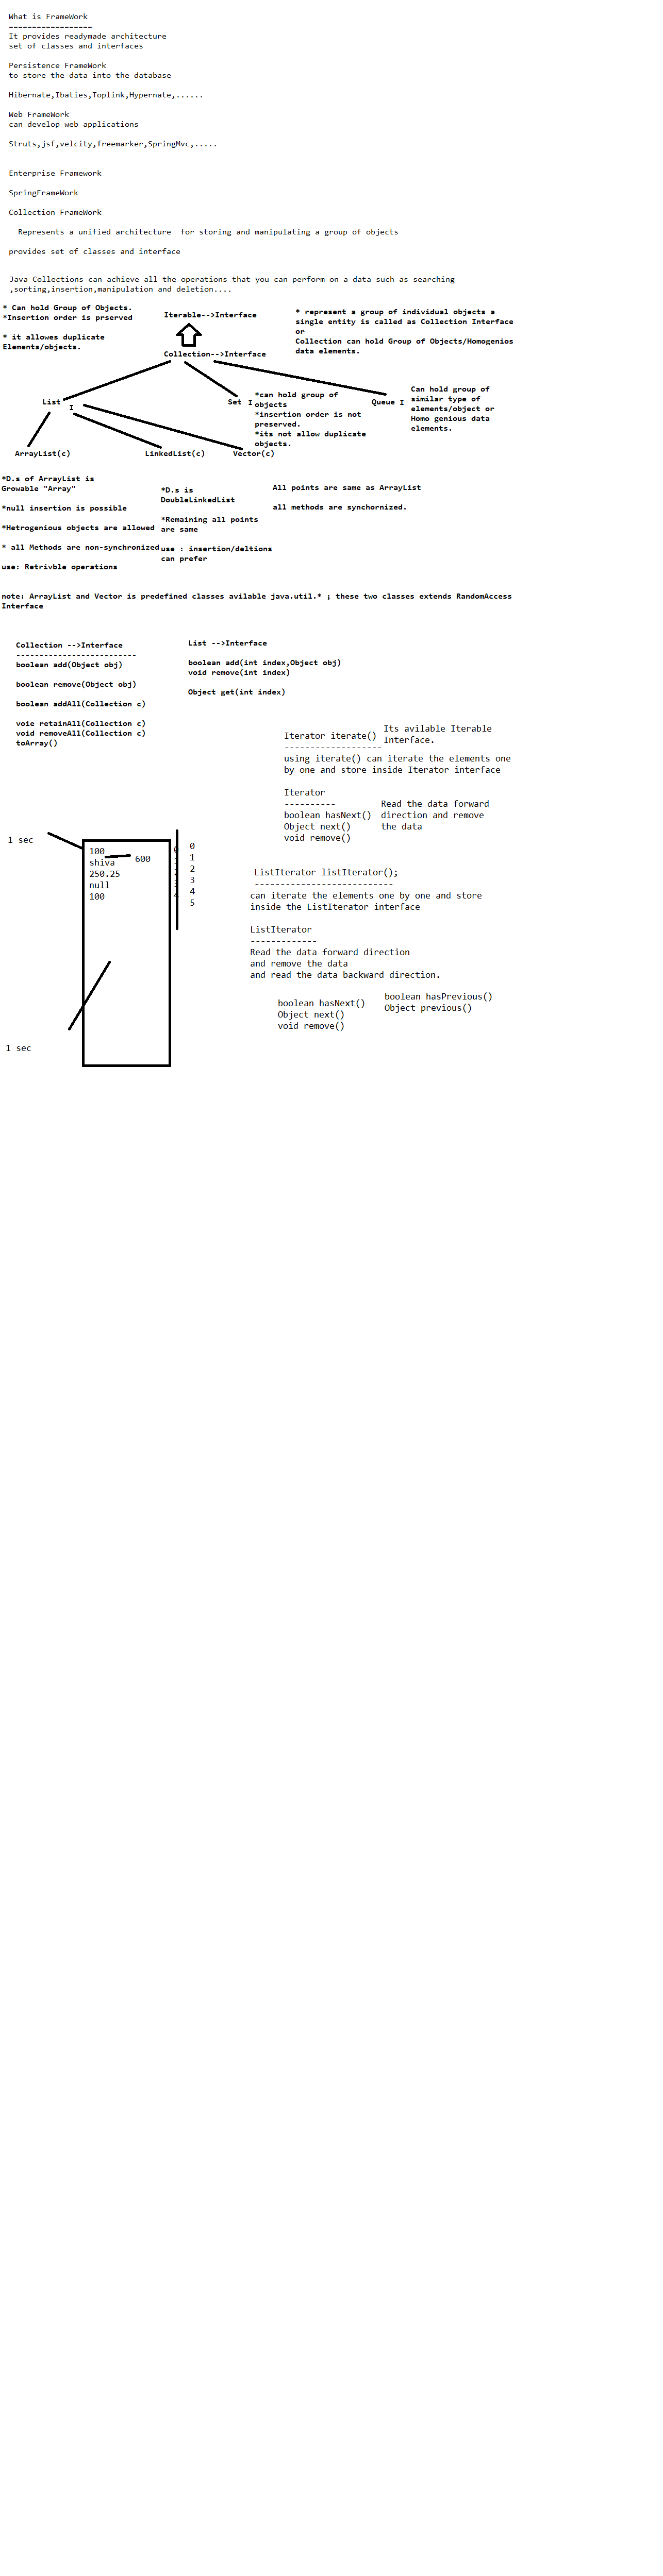 What is FrameWork
==================
It provides readymade architecture
set of classes and interfaces
Persistence FrameWork
to store the data into the database
Hibernate,Ibaties,Toplink,Hypernate,......
Web FrameWork
can develop web applications
Struts,jsf,velcity,freemarker,SpringMvc,.....
Enterprise Framework
SpringFrameWork
Collection FrameWork
Represents a unified architecture  for storing and manipulating a group of objects
provides set of classes and interface
Java Collections can achieve all the operations that you can perform on a data such as searching
,sorting,insertion,manipulation and deletion....
* Can hold Group of Objects.
*Insertion order is prserved
* it allowes duplicate
Elements/objects.
Iterable-->Interface
Collection-->Interface
* represent a group of individual objects a
single entity is called as Collection Interface
or
Collection can hold Group of Objects/Homogenios
data elements.
List
I
Set I
*can hold group of
objects
*insertion order is not
preserved.
*its not allow duplicate
objects.
Queue I
Can hold group of
similar type of
elements/object or
Homo genious data
elements.
ArrayList(c)
LinkedList(c)
Vector(c)
*D.s of ArrayList is
Growable "Array"
*null insertion is possible
*Hetrogenious objects are allowed
* all Methods are non-synchronized
use: Retrivble operations
*D.s is
DoubleLinkedList
*Remaining all points
are same
use : insertion/deltions
can prefer
All points are same as ArrayList
all methods are synchornized.
note: ArrayList and Vector is predefined classes avilable java.util.* ; these two classes extends RandomAccess
Interface
Collection -->Interface
--------------------------
boolean add(Object obj)
boolean remove(Object obj)
boolean addAll(Collection c)
voie retainAll(Collection c)
void removeAll(Collection c)
toArray()
List -->Interface
boolean add(int index,Object obj)
void remove(int index)
Object get(int index)
Iterator iterate()
Its avilable Iterable
Interface.
-------------------
using iterate() can iterate the elements one
by one and store inside Iterator interface
Iterator
----------
boolean hasNext()
Object next()
void remove()
Read the data forward
direction and remove
the data
1 sec
100
shiva
250.25
null
100
600
0
1
2
3
4
5
1 sec
ListIterator listIterator();
---------------------------
can iterate the elements one by one and store
inside the ListIterator interface
ListIterator
-------------
Read the data forward direction
and remove the data
and read the data backward direction.
boolean hasNext()
Object next()
void remove()
boolean hasPrevious()
Object previous()